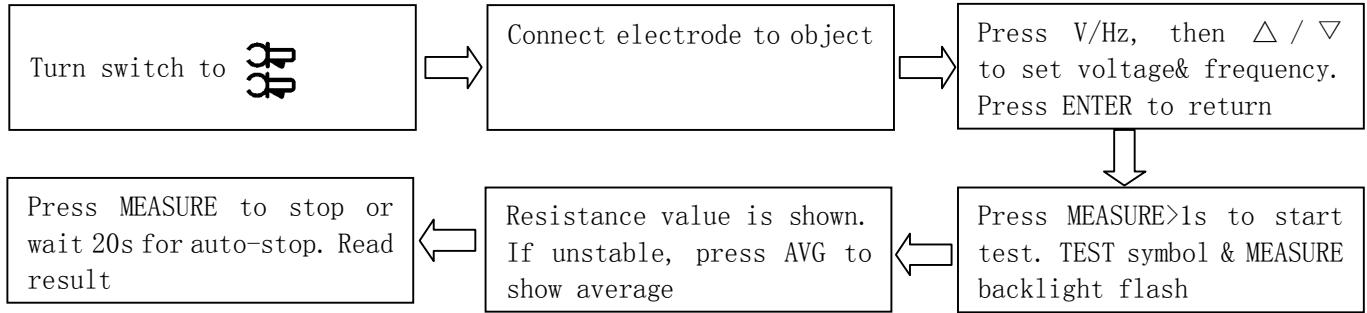 Turn switch to
Connect electrode to object
Press V/Hz, then △ / ▽
to set voltage& frequency.
Press ENTER to return
Press MEASURE>1s to start
test. TEST symbol & MEASURE
backlight flash
Resistance value is shown.
If unstable, press AVG to
show average
Press MEASURE to stop or
wait 20s for auto-stop. Read
result